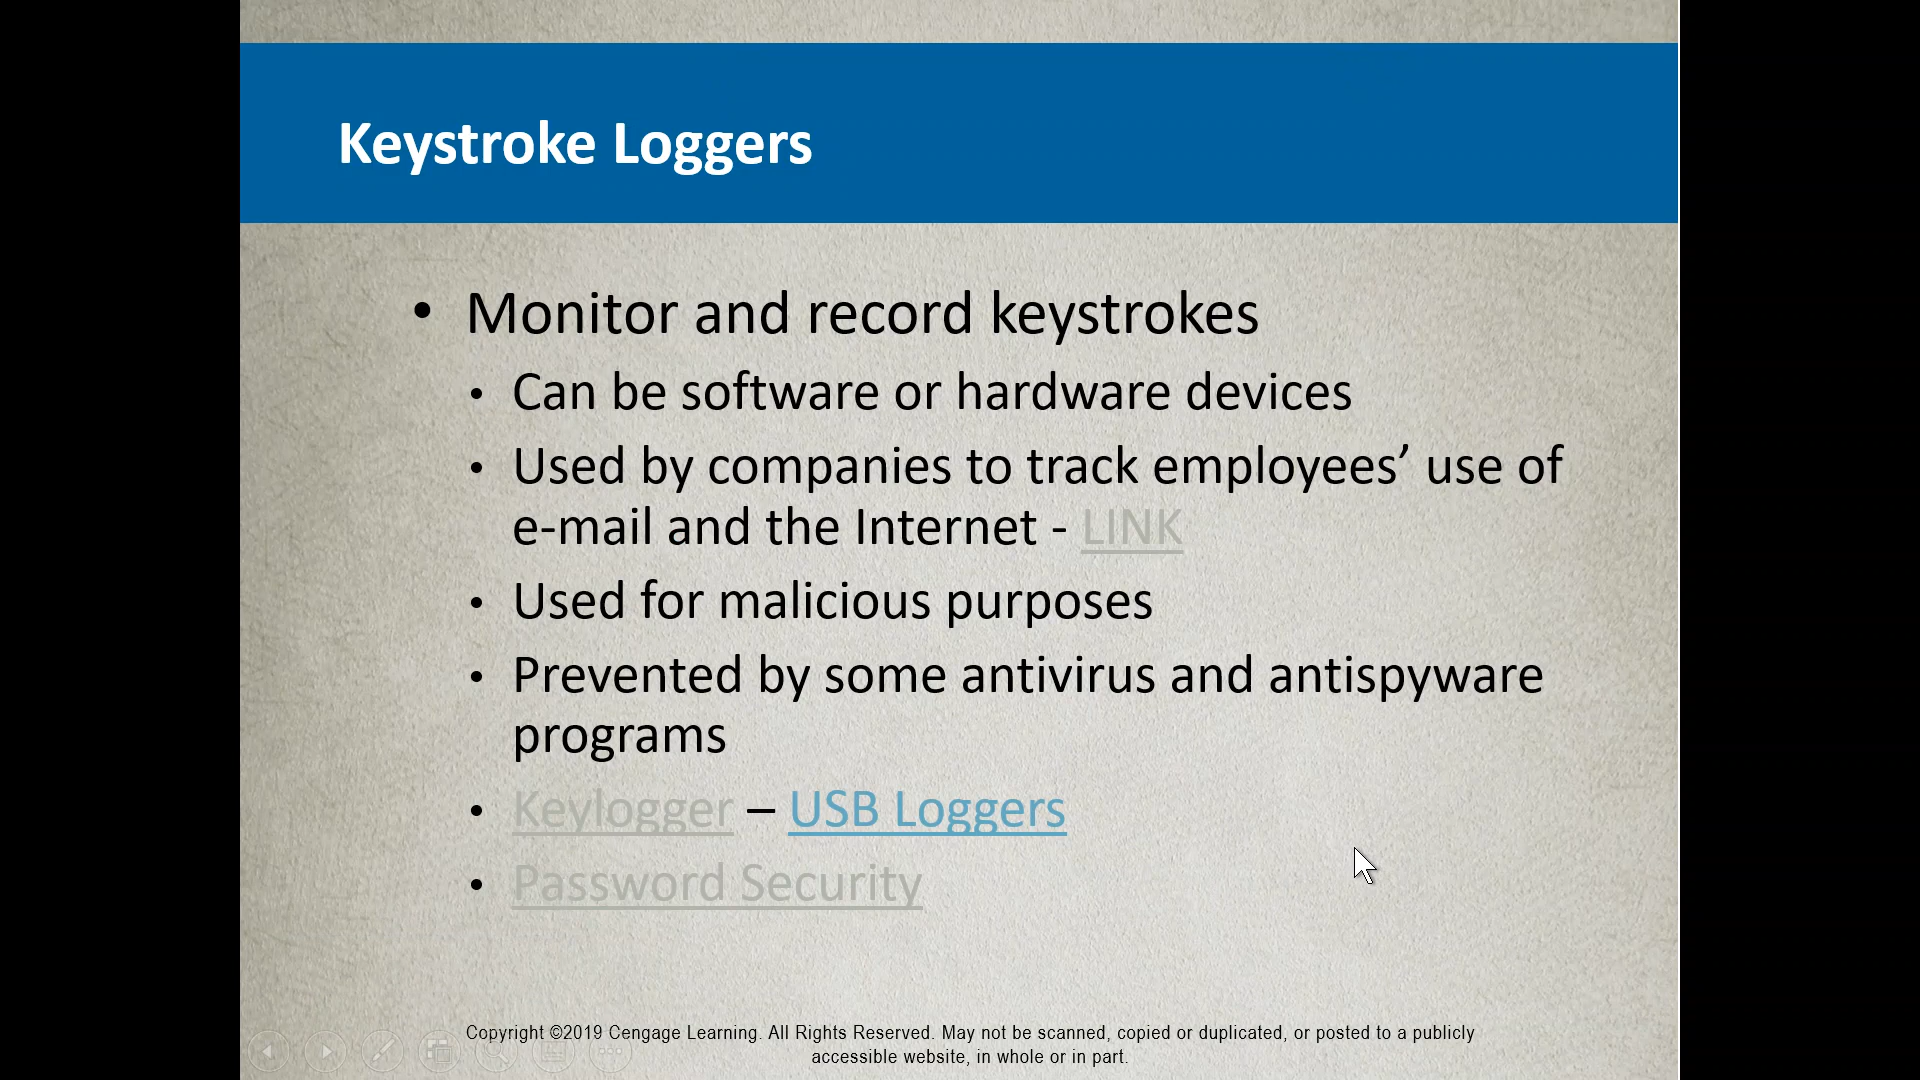 Keystroke Loggers
• Monitor and record keystrokes
• Can be software or hardware devices
• Used by companies to track employees’ use of
e-mail and the Internet - LINK
• Used for malicious purposes
• Prevented by some antivirus and antispyware
programs
• Keylogger – USB Loggers
• Password Security
Copyright ©2019 Cengage Learning. All Rights Reserved. May not be scanned, copied or duplicated, or posted to a publicly
accessible website, in whole or in part.